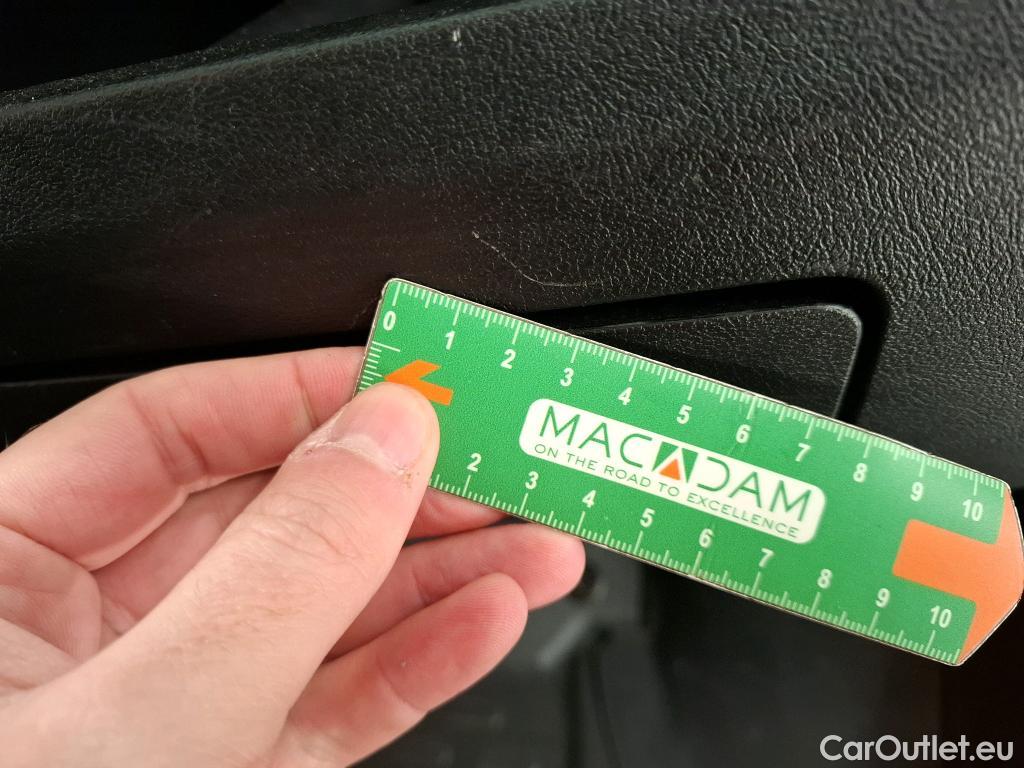 0 1 2 3 4 5 6 7 8 9 10
MACADAM
ON THE ROAD TO EXCELLENCE
2 3 4 5 6 7 8 9 10
CarOutlet.eu